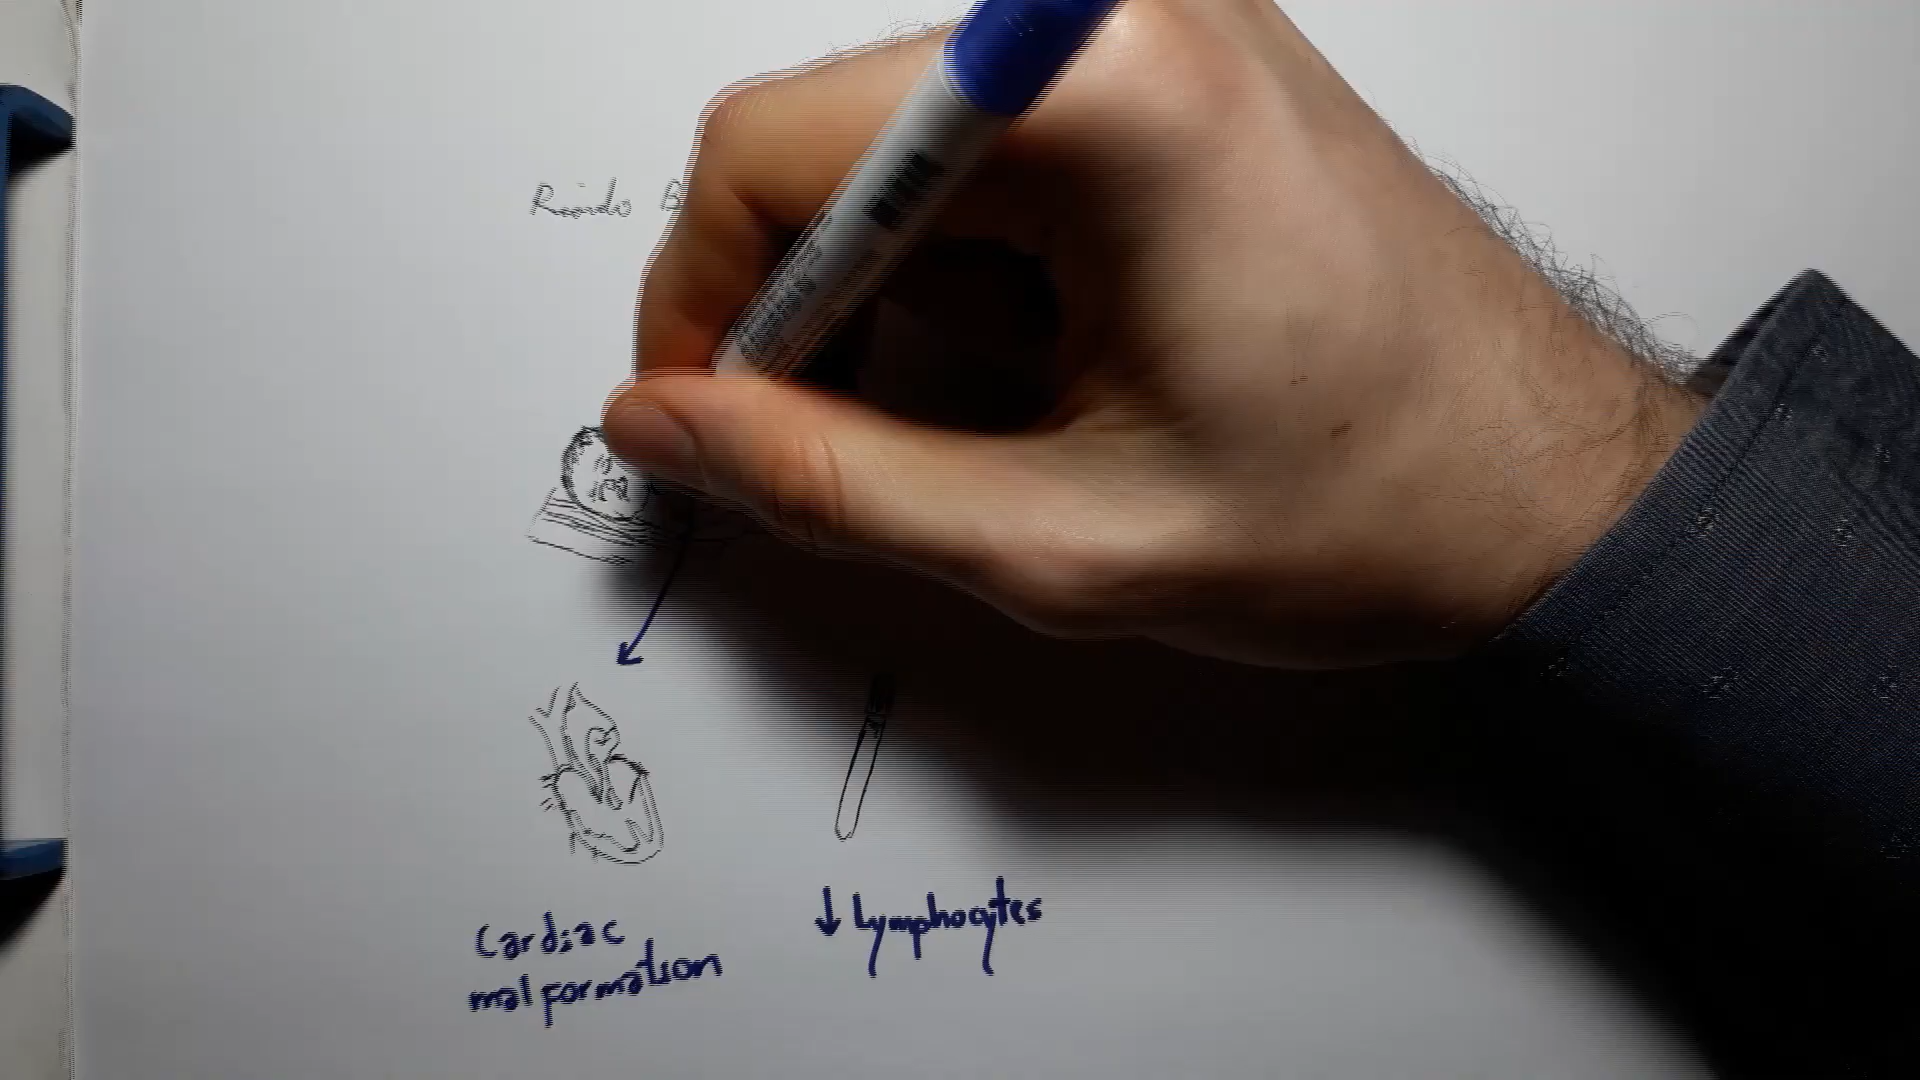 Cardiac
malformation
↓ Lymphocytes